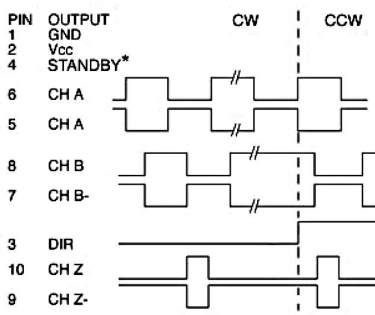 PIN OUTPUT CW CCW
1 GND
2 Vcc
4 STANDBY*
6 CH A
5 CH A
8 CH B
7 CH B-
3 DIR
10 CH Z
9 CH Z-